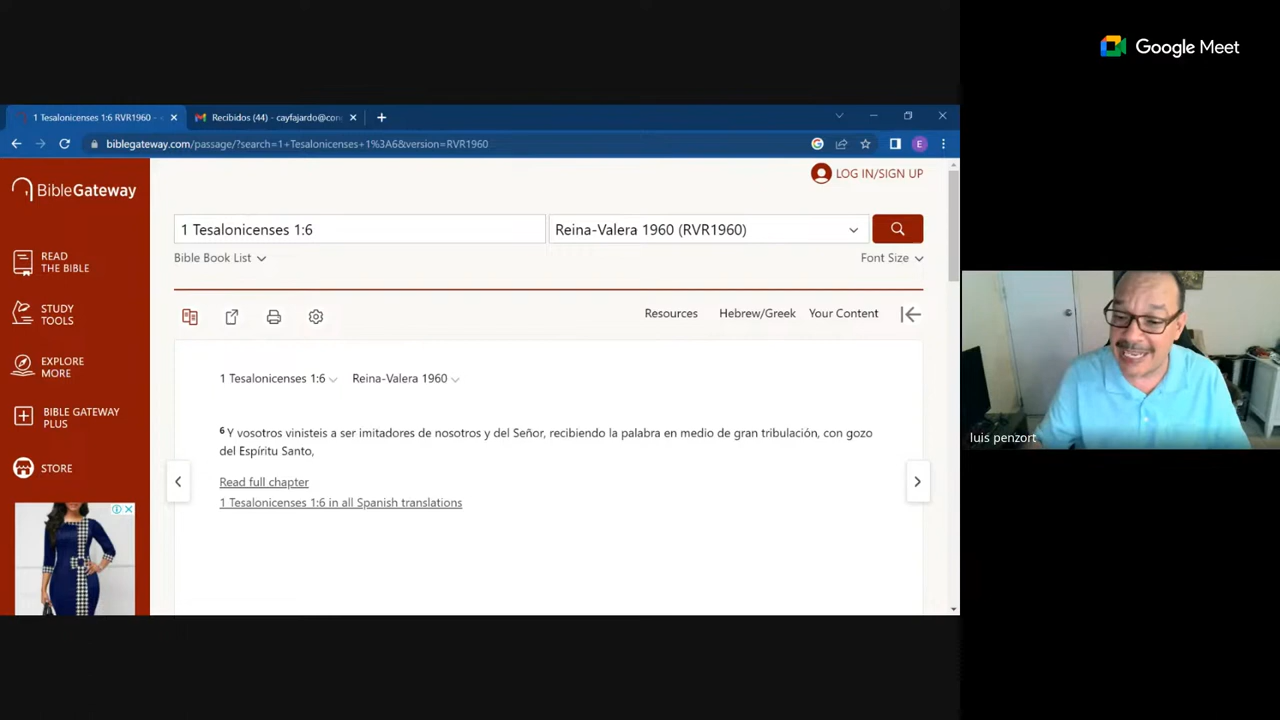 Google Meet
1 Tesalonicenses 1:6 RVR1960 -
Recibidos (44) - cayfajardo@cor
biblegateway.com/passage/?search=1+Tesalonicenses+1%3A6&version=RVR1960
E
BibleGateway
LOG IN/SIGN UP
1 Tesalonicenses 1:6
Reina-Valera 1960 (RVR1960)
Bible Book List
Font Size
READ
THE BIBLE
STUDY
TOOLS
EXPLORE
MORE
BIBLE GATEWAY
PLUS
STORE
Resources
Hebrew/Greek
Your Content
1 Tesalonicenses 1:6
Reina-Valera 1960
6 Y vosotros vinisteis a ser imitadores de nosotros y del Señor, recibiendo la palabra en medio de gran tribulación, con gozo
del Espíritu Santo,
Read full chapter
1 Tesalonicenses 1:6 in all Spanish translations
luis penzort